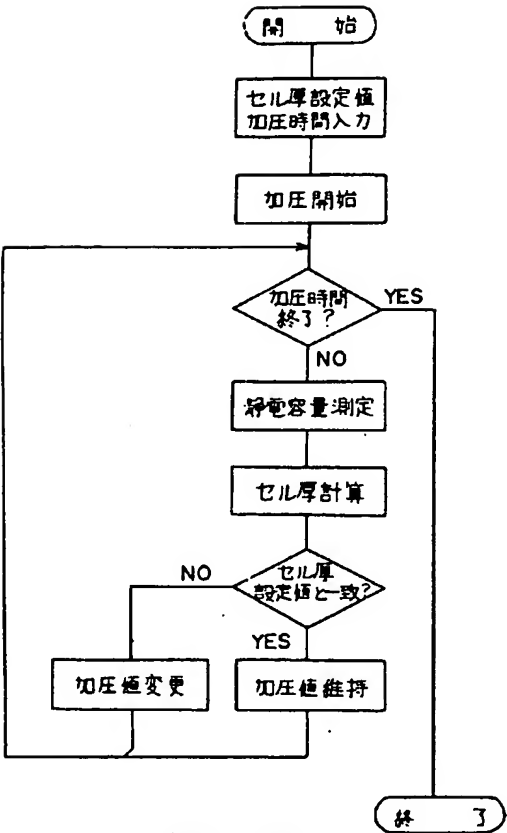 開 始
セル厚設定値
加圧時間入力
加圧開始
加圧時間
終了?
YES
NO
静電容量測定
セル厚計算
セル厚
設定値と一致?
NO
YES
加圧値変更
加圧値維持
終 了